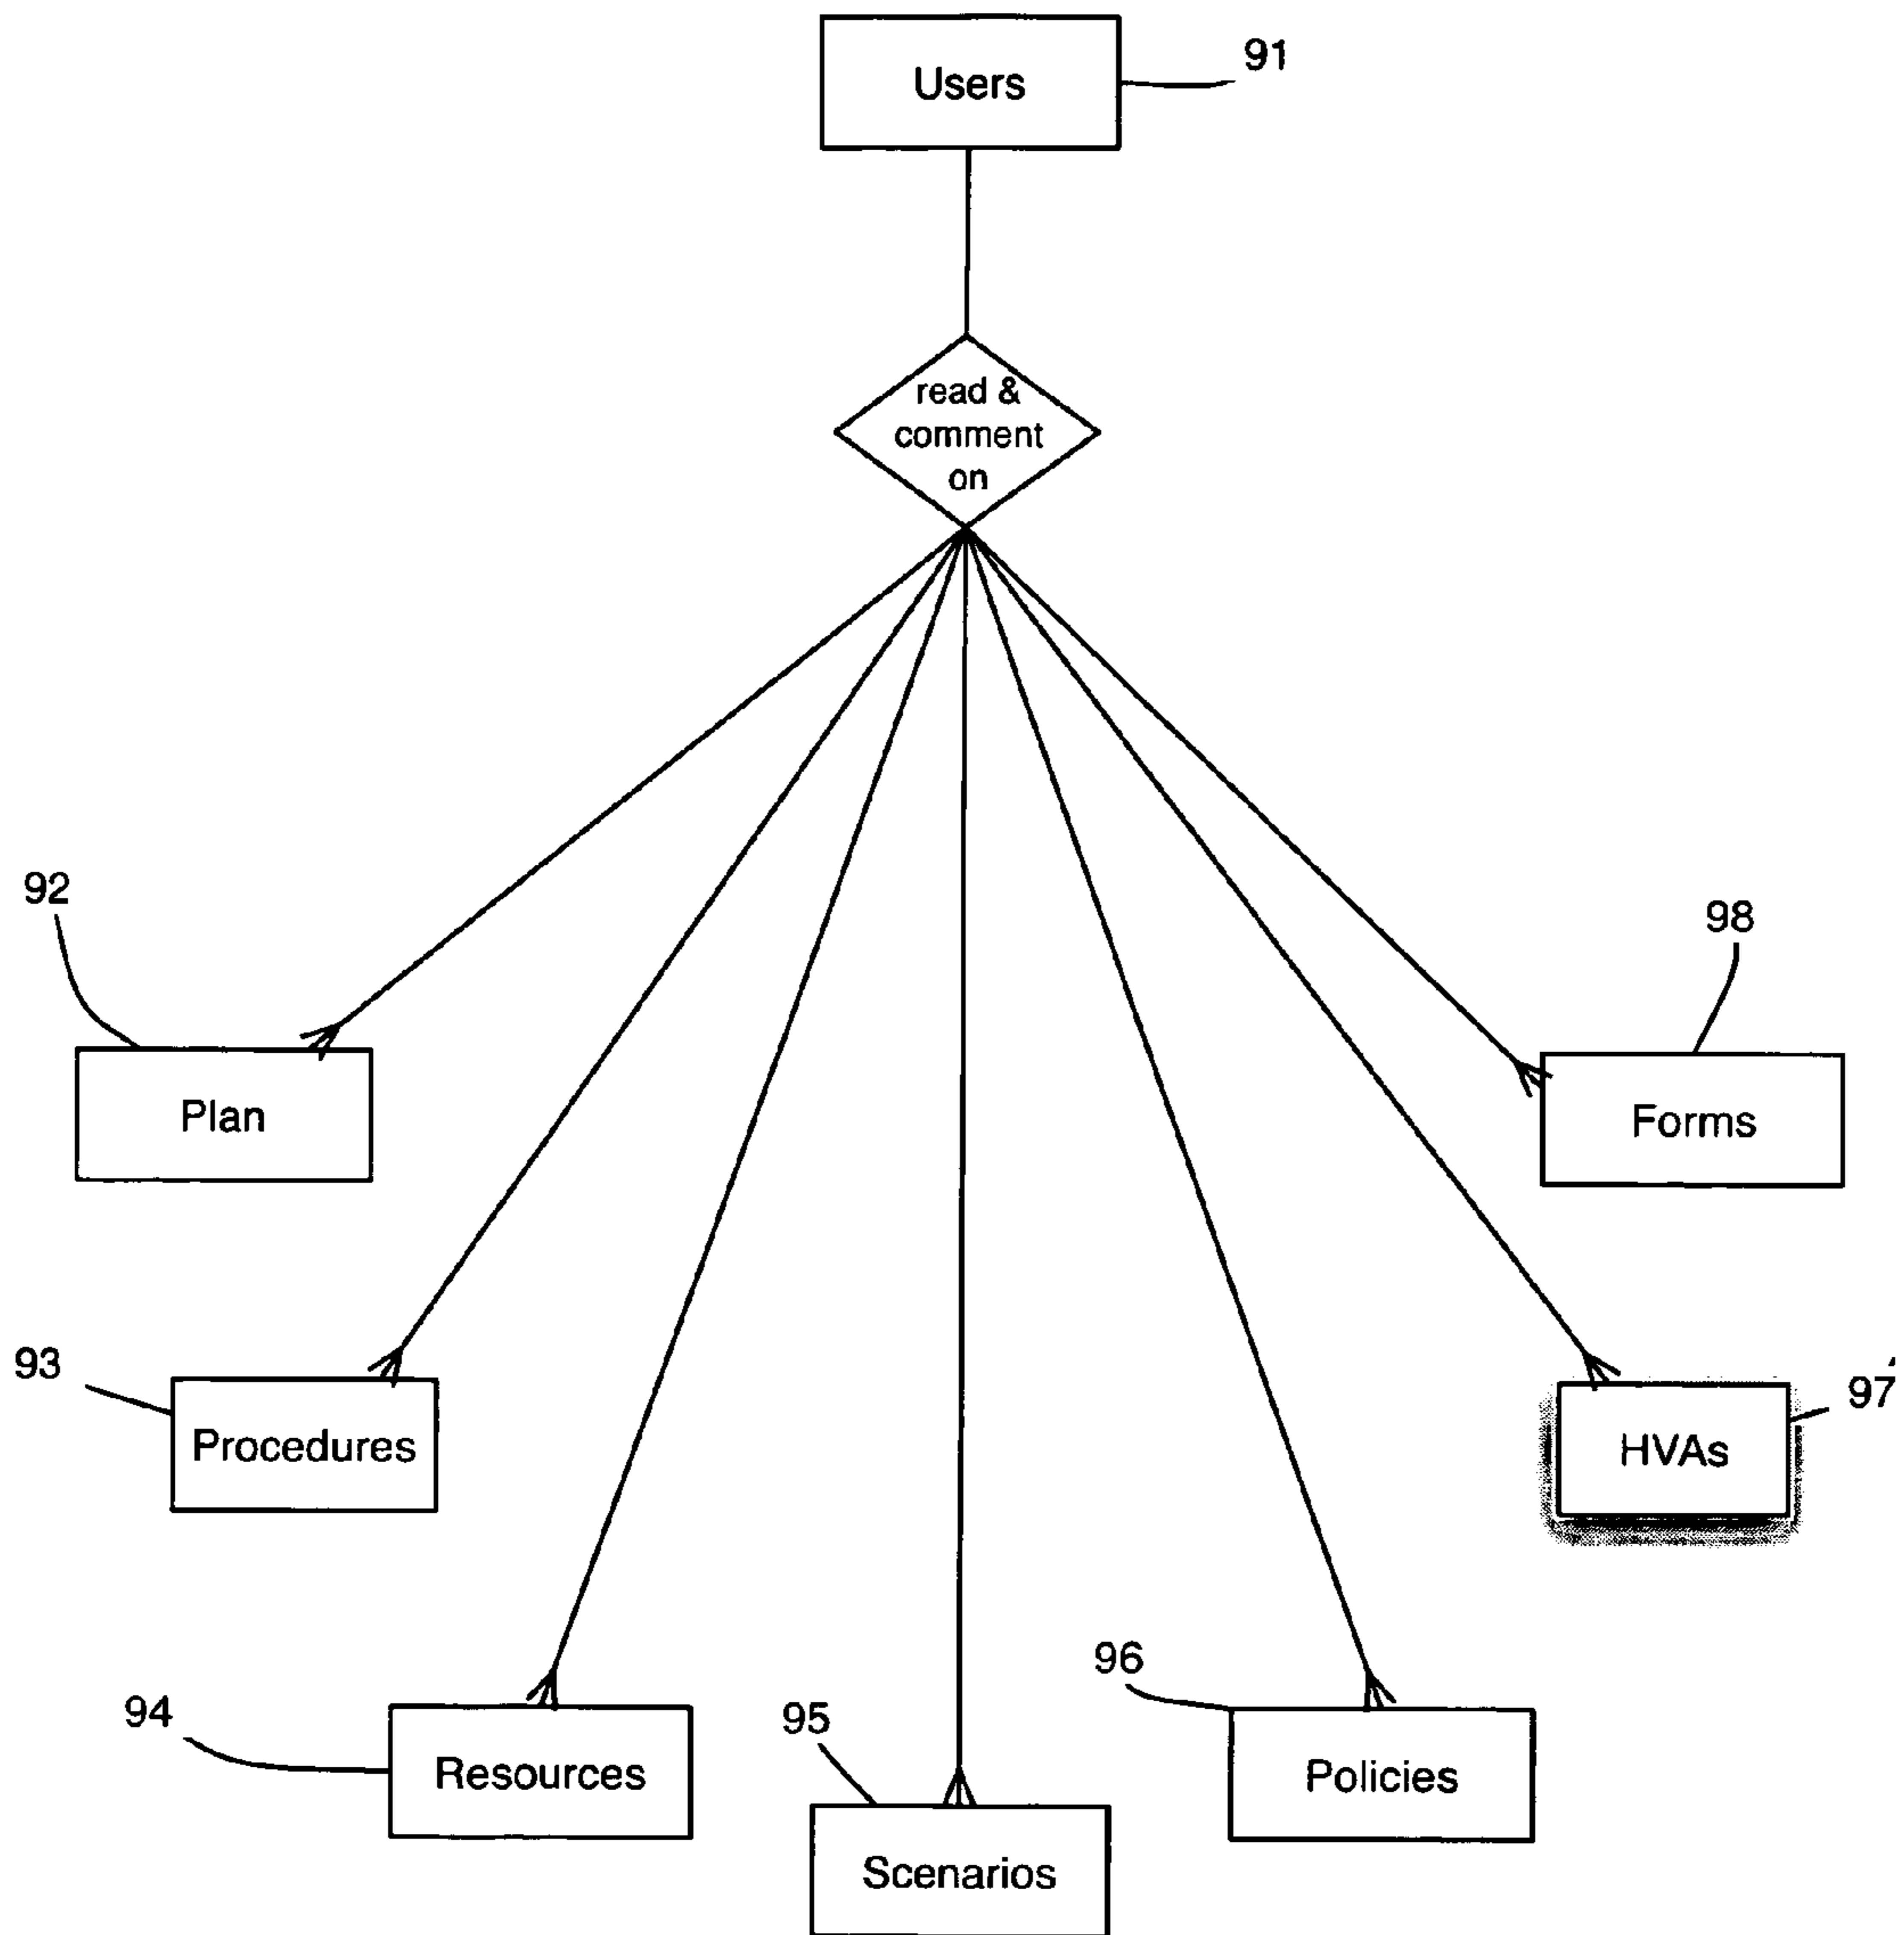 Users
91
read &
comment
on
92
98
Plan
Forms
93
97
Procedures
HVAs
96
94
95
Resources
Policies
Scenarios